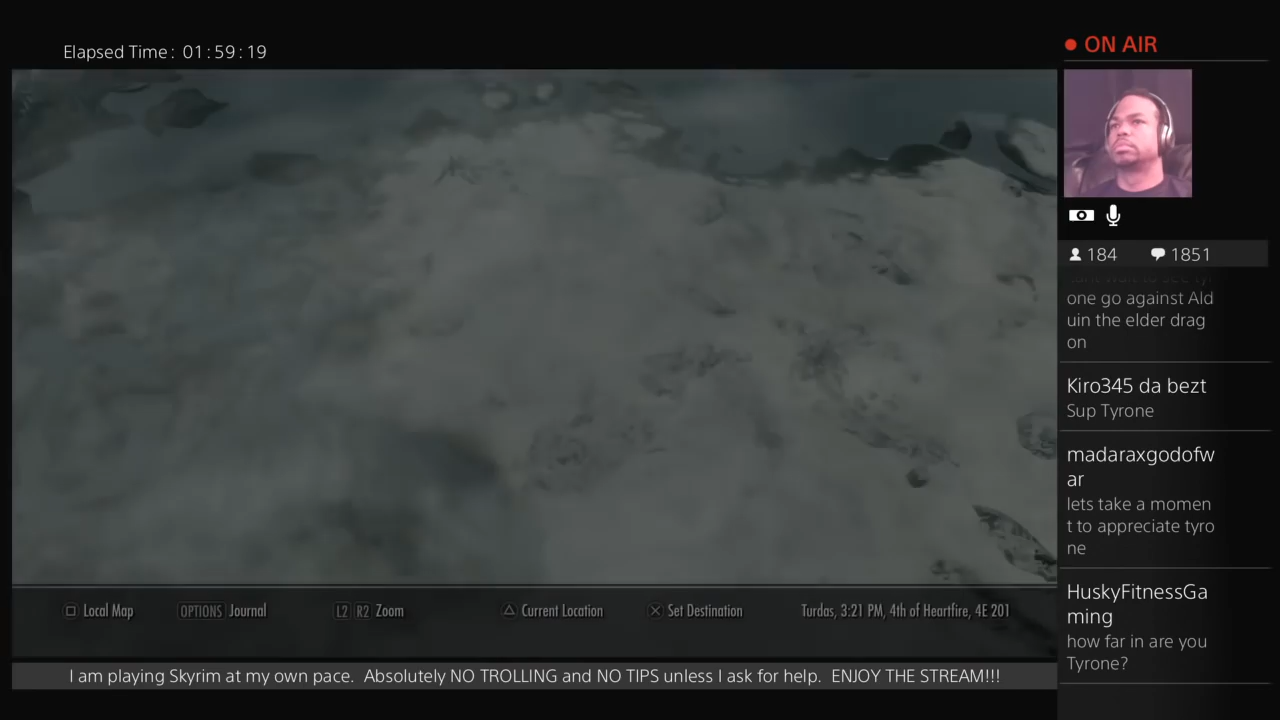 Elapsed Time: 01:59:19
ON AIR
184 1851
one go against Ald
uin the elder drag
on
Kiro345 da bezt
Sup Tyrone
madaraxgodofw
ar
lets take a momen
t to appreciate tyro
ne
HuskyFitnessGa
ming
how far in are you
Tyrone?
Local Map OPTIONS Journal L2 R2 Zoom Current Location Set Destination Turdas, 3:21 PM, 4th of Heartfire, 4E 201
I am playing Skyrim at my own pace. Absolutely NO TROLLING and NO TIPS unless I ask for help. ENJOY THE STREAM!!!